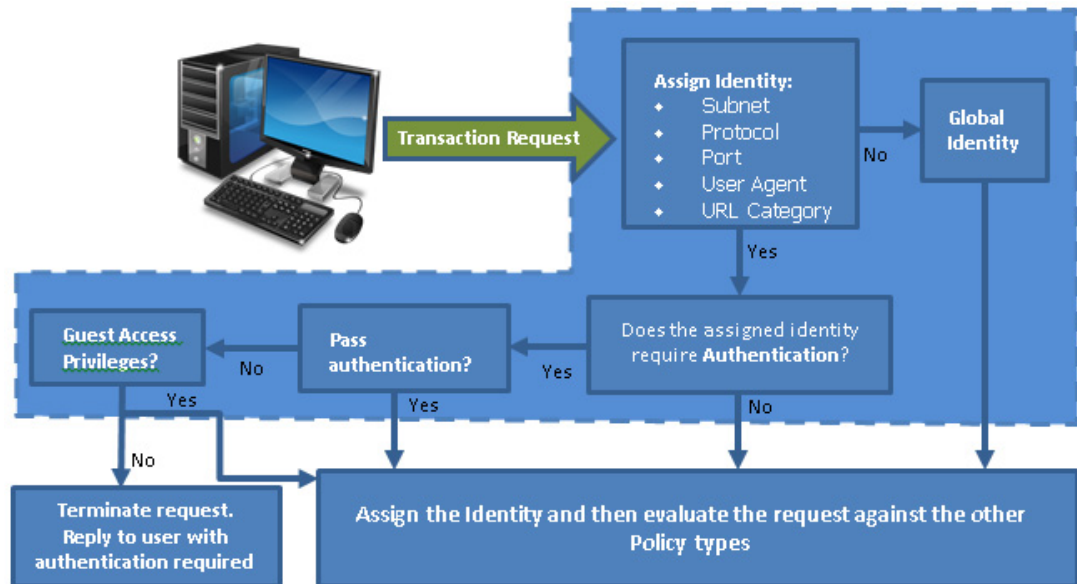 Assign Identity:
Subnet
Protocol
Port
User Agent
URL Category
Transaction Request
No
Global
Identity
Yes
Does the assigned identity
require Authentication?
Yes
Pass
authentication?
No
Guest Access
Privileges?
Yes
Yes
No
No
Terminate request.
Reply to user with
authentication required
Assign the Identity and then evaluate the request against the other
Policy types